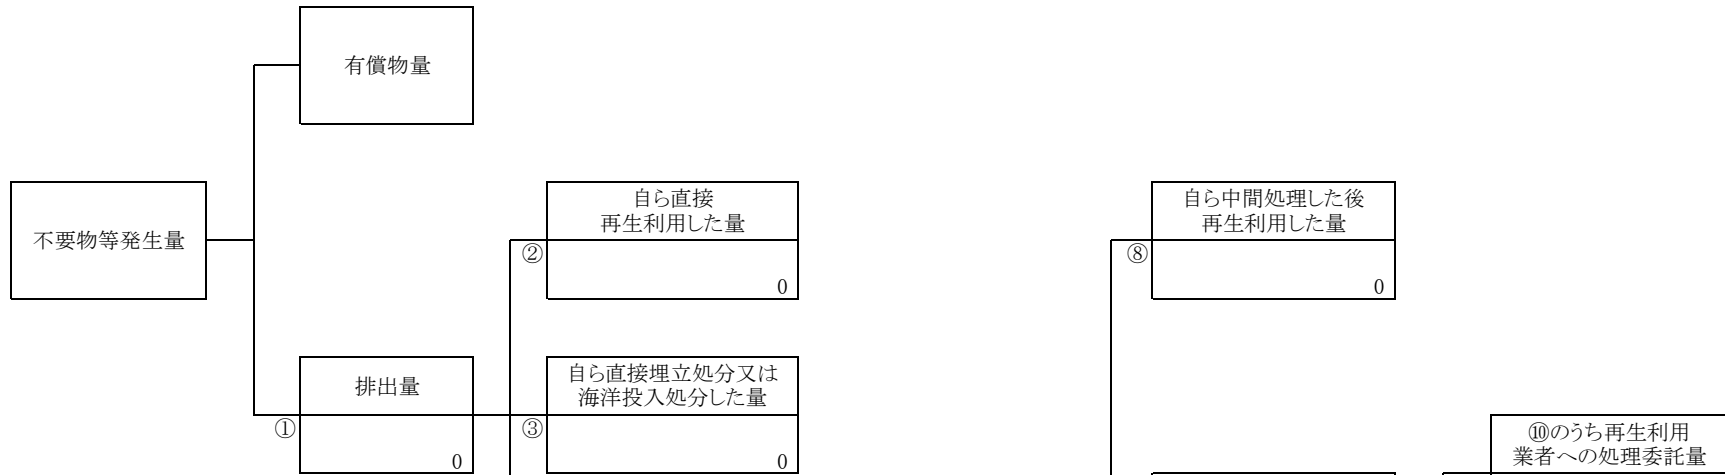 有償物量
不要物等発生量
自ら直接
再生利用した量
②
0
自ら中間処理した後
再生利用した量
⑧
0
排出量
①
0
自ら直接埋立処分又は
海洋投入処分した量
③
0
⑩のうち再生利用
業者への処理委託量